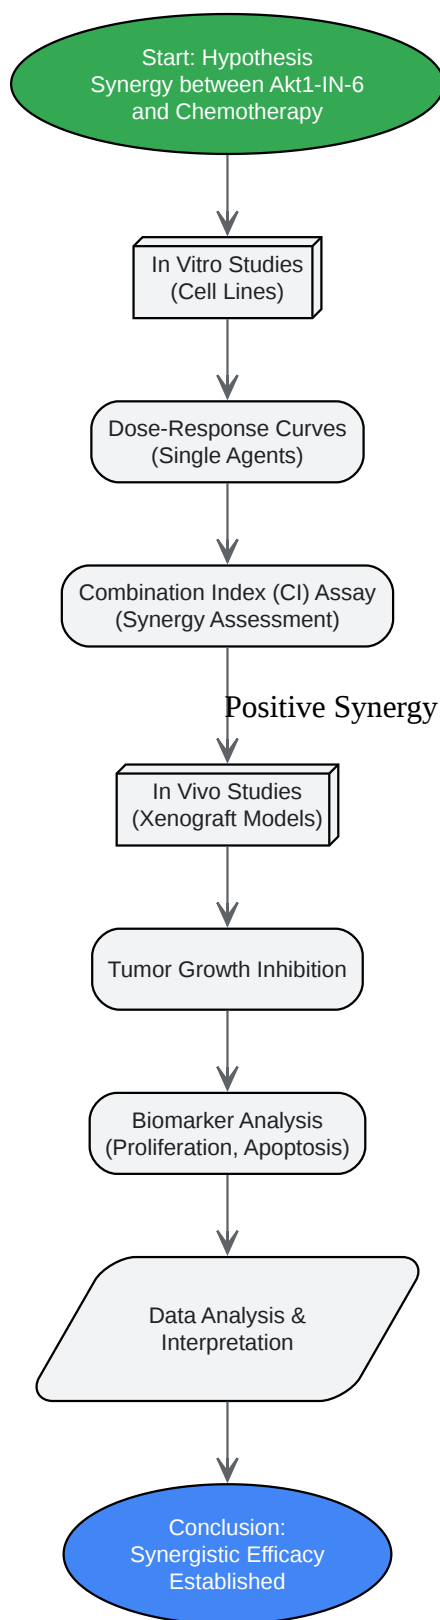 Start: Hypothesis
Synergy between Akt1-IN-6
and Chemotherapy
In Vitro Studies
(Cell Lines)
Dose-Response Curves
(Single Agents)
Combination Index (CI) Assay
(Synergy Assessment)
Positive Synergy
In Vivo Studies
(Xenograft Models)
Tumor Growth Inhibition
Biomarker Analysis
(Proliferation, Apoptosis)
Data Analysis &
Interpretation
Conclusion:
Synergistic Efficacy
Established